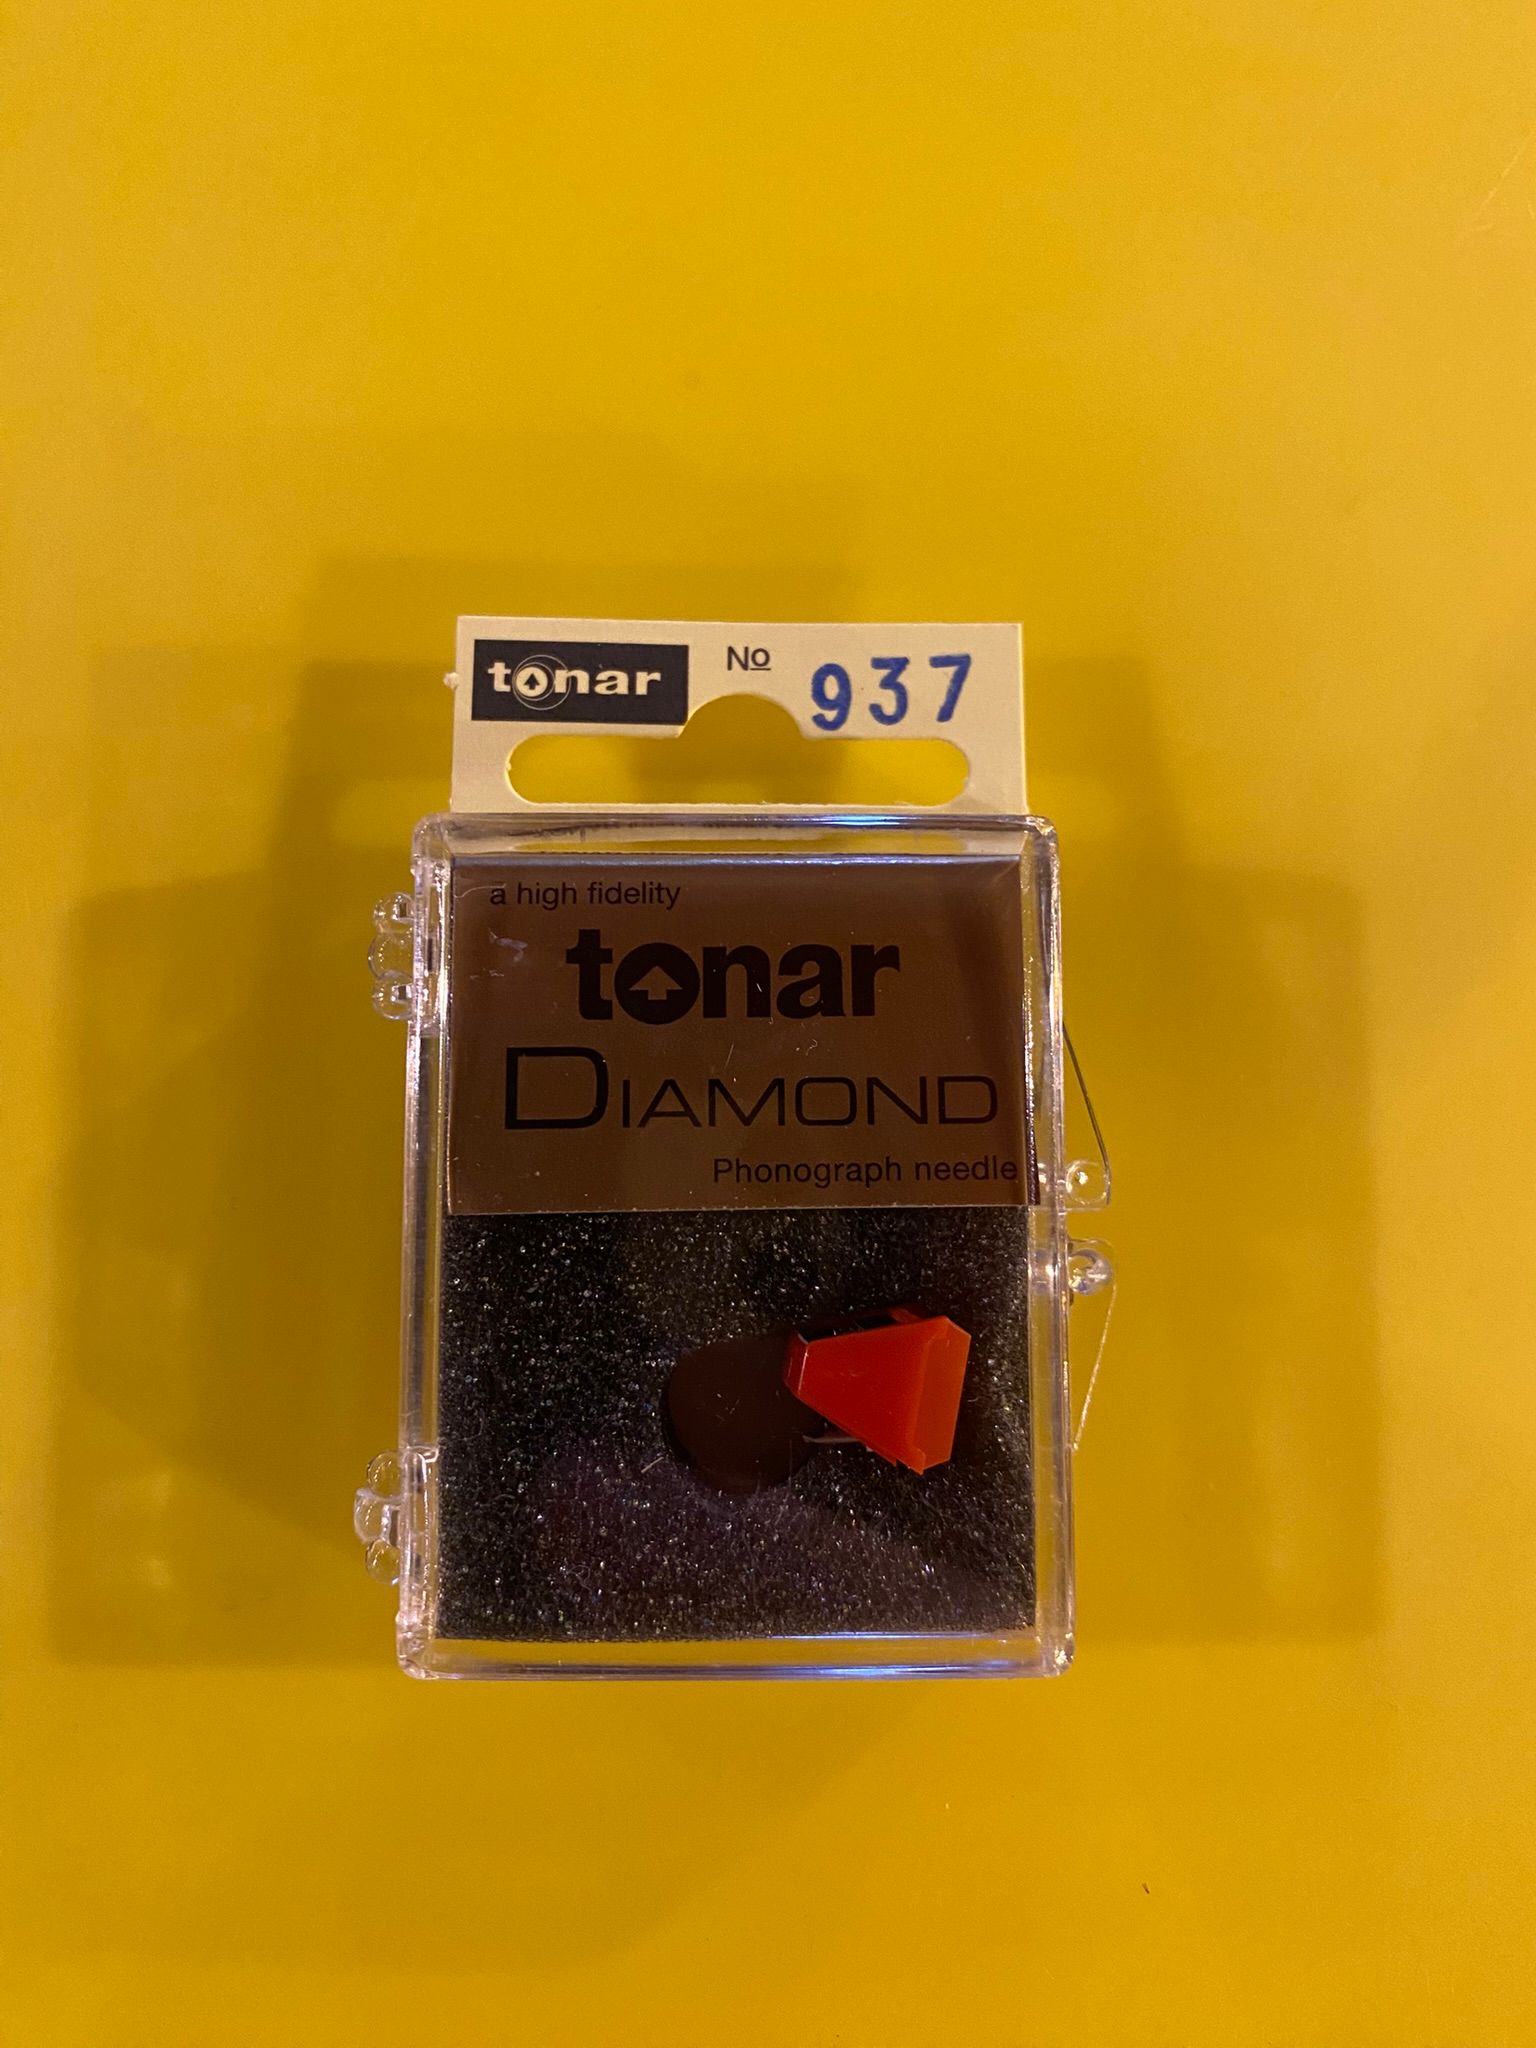 tonar No 937
a high fidelity
tonar
DIAMOND
Phonograph needle